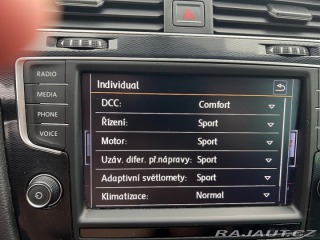 RADIO
MEDIA
PHONE
VOICE
Individual
DCC: Comfort
Řízení: Sport
Motor: Sport
Uzáv. difer. př.nápravy: Sport
Adaptivní světlomety: Sport
Klimatizace: Normal
RAJAUT.CZ